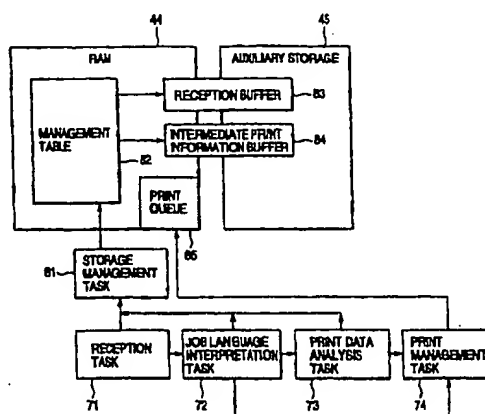 44
45
RAM
AUXILIARY STORAGE
RECEPTION BUFFER
83
MANAGEMENT
TABLE
INTERMEDIATE PRINT
INFORMATION BUFFER
84
82
PRINT
QUEUE
85
81
STORAGE
MANAGEMENT
TASK
RECEPTION
TASK
JOB LANGUAGE
INTERPRETATION
TASK
PRINT DATA
ANALYSIS
TASK
PRINT
MANAGEMENT
TASK
71
72
73
74